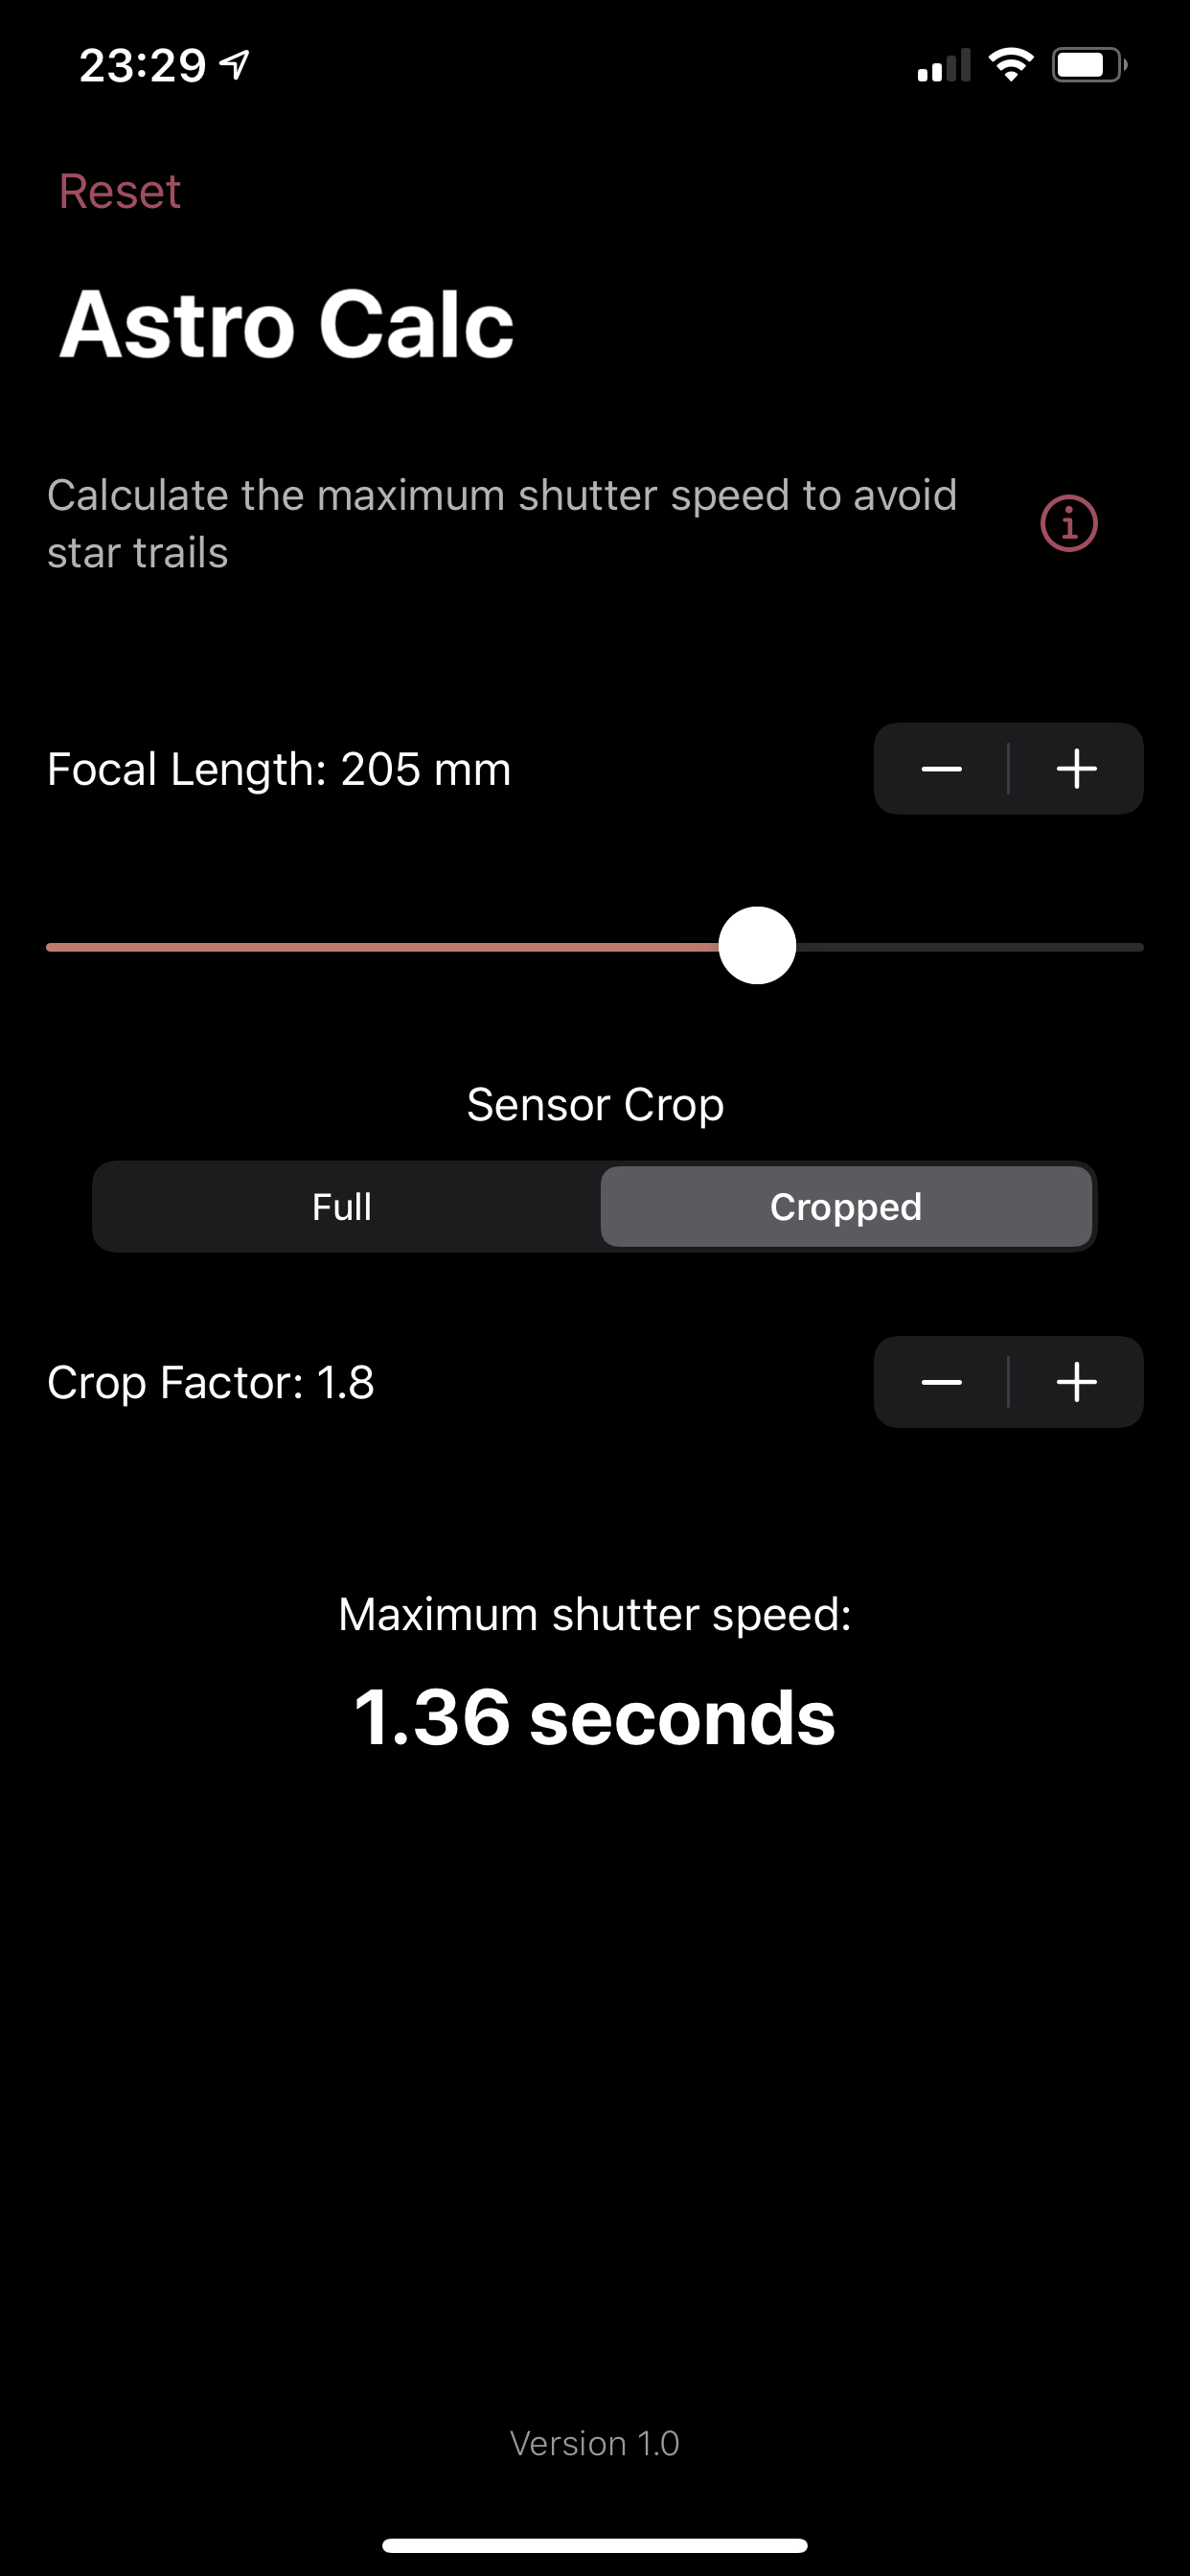 23:29
Reset
Astro Calc
Calculate the maximum shutter speed to avoid
star trails
Focal Length: 205 mm
Sensor Crop
Full
Cropped
Crop Factor: 1.8
Maximum shutter speed:
1.36 seconds
Version 1.0